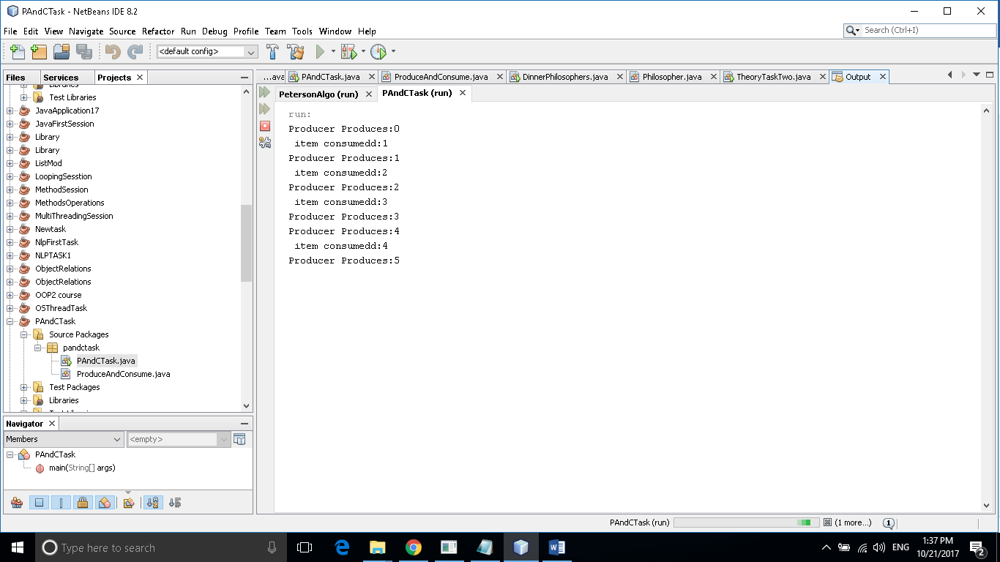 PAndCTask - NetBeans IDE 8.2
File Edit View Navigate Source Refactor Run Debug Profile Team Tools Window Help
Search (Ctrl+I)
<default config>
Files Services Projects
Libraries
Test Libraries
JavaApplication17
JavaFirstSession
Library
Library
ListMod
LoopingSesstion
MethodSession
MethodsOperations
MultiThreadingSession
Newtask
NlpFirstTask
NLPTASK1
ObjectRelations
ObjectRelations
OOP2 course
OSThreadTask
PAndCTask
Source Packages
pandctask
PAndCTask.java
ProduceAndConsume.java
Test Packages
Libraries
Navigator
Members <empty>
PAndCTask
main(String[] args)
...ava PAndCTask.java ProduceAndConsume.java DinnerPhilosophers.java Philosopher.java TheoryTaskTwo.java Output
PetersonAlgo (run) PAndCTask (run)
run:
Producer Produces:0
item consumedd:1
Producer Produces:1
item consumedd:2
Producer Produces:2
item consumedd:3
Producer Produces:3
Producer Produces:4
item consumedd:4
Producer Produces:5
PAndCTask (run) (1 more...) 1
Type here to search
ENG
1:37 PM
10/21/2017
2